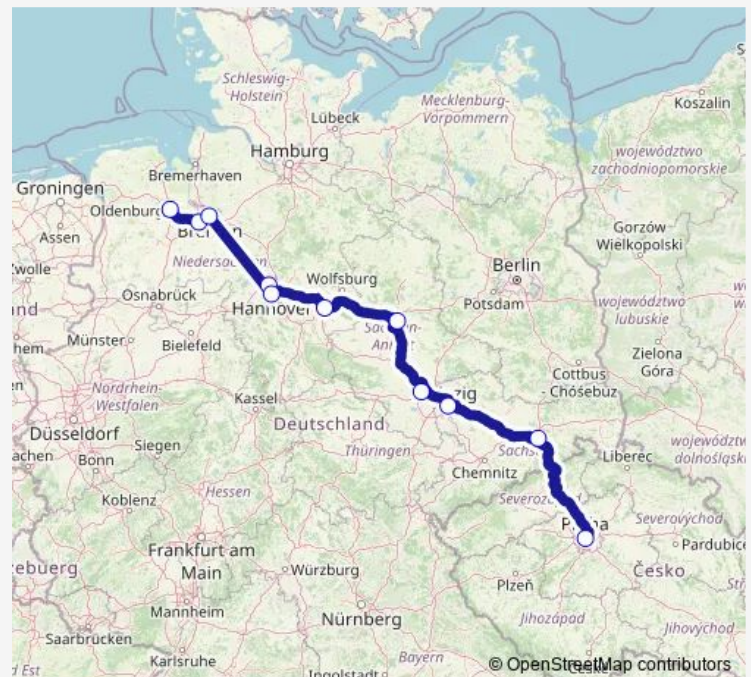 Koszalin
Schleswig-
Holstein
Mecklenburg-
Vorpommern
Lübeck
Hamburg
województwo
zachodniopomorskie
Bremerhaven
Groningen
Oldenburg
Assen
Gorzów
Wielkopolski
Zwolle
Berlin
Wolfsburg
Osnabrück
Potsdam
województwo
lubuskie
Hannover
Münster
Bielefeld
Zielona
Góra
Cottbus
- Chóśebuz
Nordrhein-
Westfalen
Kassel
Deutschland
Düsseldorf
Siegen
Bonn
Thüringen
Chemnitz
Liberec
województwo
dolnośląskie
Koblenz
Hessen
Frankfurt am
Main
Severovýchod
Pardubice
Würzburg
Plzeň
Česko
Mannheim
Nürnberg
Jihozápad
Jihovýchod
Saarbrücken
Karlsruhe
Bayern
Ingolstadt
© OpenStreetMap contributors